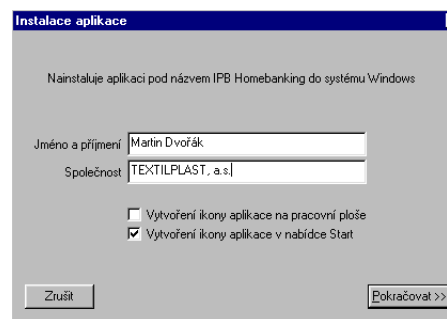 Instalace aplikace
Nainstaluje aplikaci pod názvem IPB Homebanking do systému Windows
Jméno a příjmení Martin Dvořák
Společnost TEXTILPLAST, a.s.
Vytvoření ikony aplikace na pracovní ploše
Vytvoření ikony aplikace v nabídce Start
Zrušit Pokračovat >>